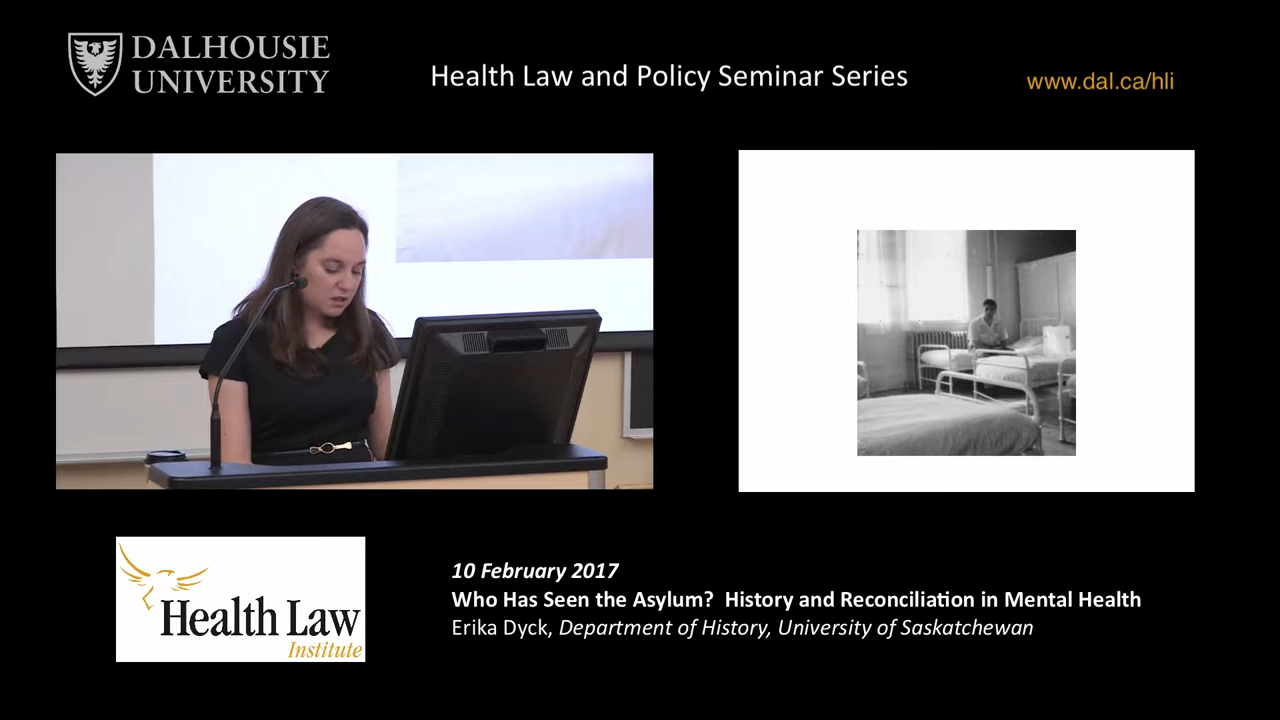 DALHOUSIE
UNIVERSITY
Health Law and Policy Seminar Series
www.dal.ca/hli
Health Law
Institute
10 February 2017
Who Has Seen the Asylum?  History and Reconciliation in Mental Health
Erika Dyck, Department of History, University of Saskatchewan